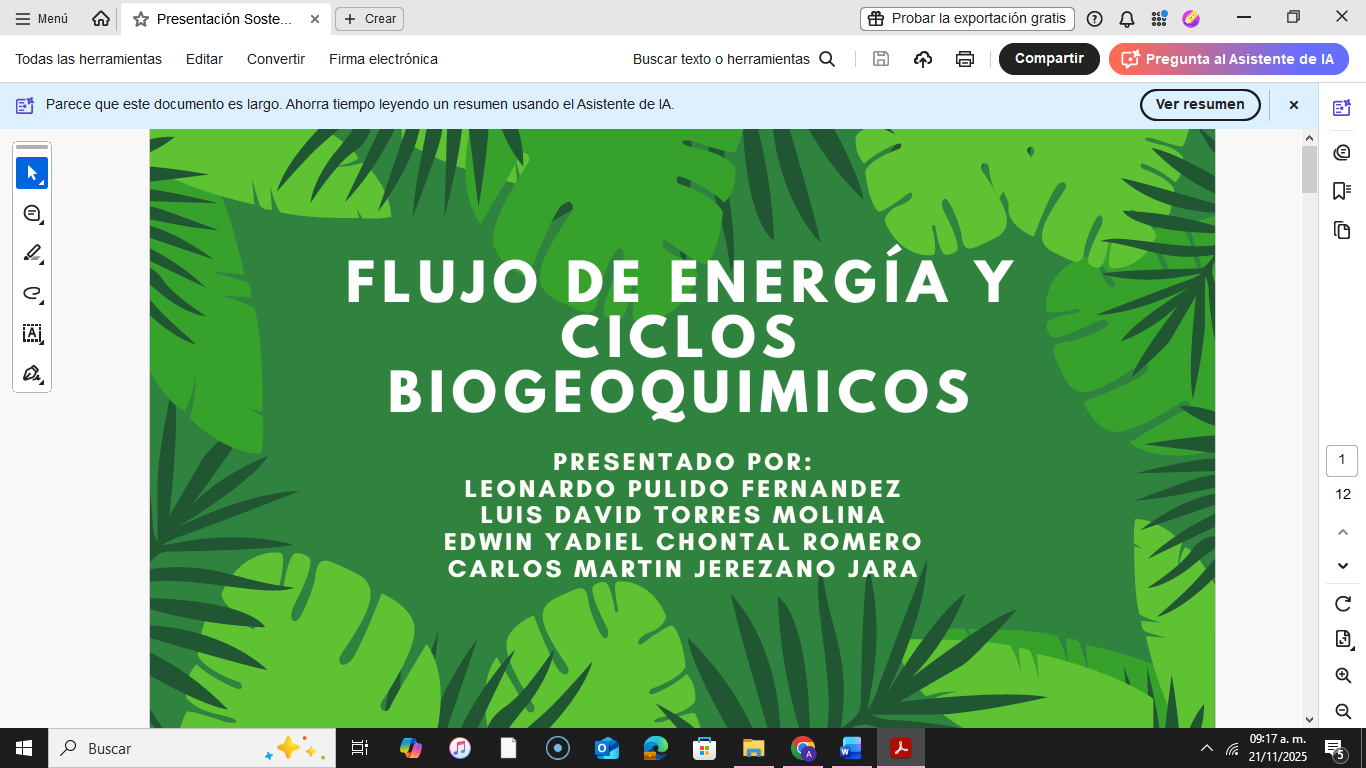 Menú
Presentación Soste...
Crear
Probar la exportación gratis
Todas las herramientas
Editar
Convertir
Firma electrónica
Buscar texto o herramientas
Compartir
Pregunta al Asistente de IA
Parece que este documento es largo. Ahorra tiempo leyendo un resumen usando el Asistente de IA.
Ver resumen
FLUJO DE ENERGÍA Y
CICLOS
BIOGEOQUIMICOS
PRESENTADO POR:
LEONARDO PULIDO FERNANDEZ
LUIS DAVID TORRES MOLINA
EDWIN YADIEL CHONTAL ROMERO
CARLOS MARTIN JEREZANO JARA
1
12
Buscar
09:17 a. m.
21/11/2025
5